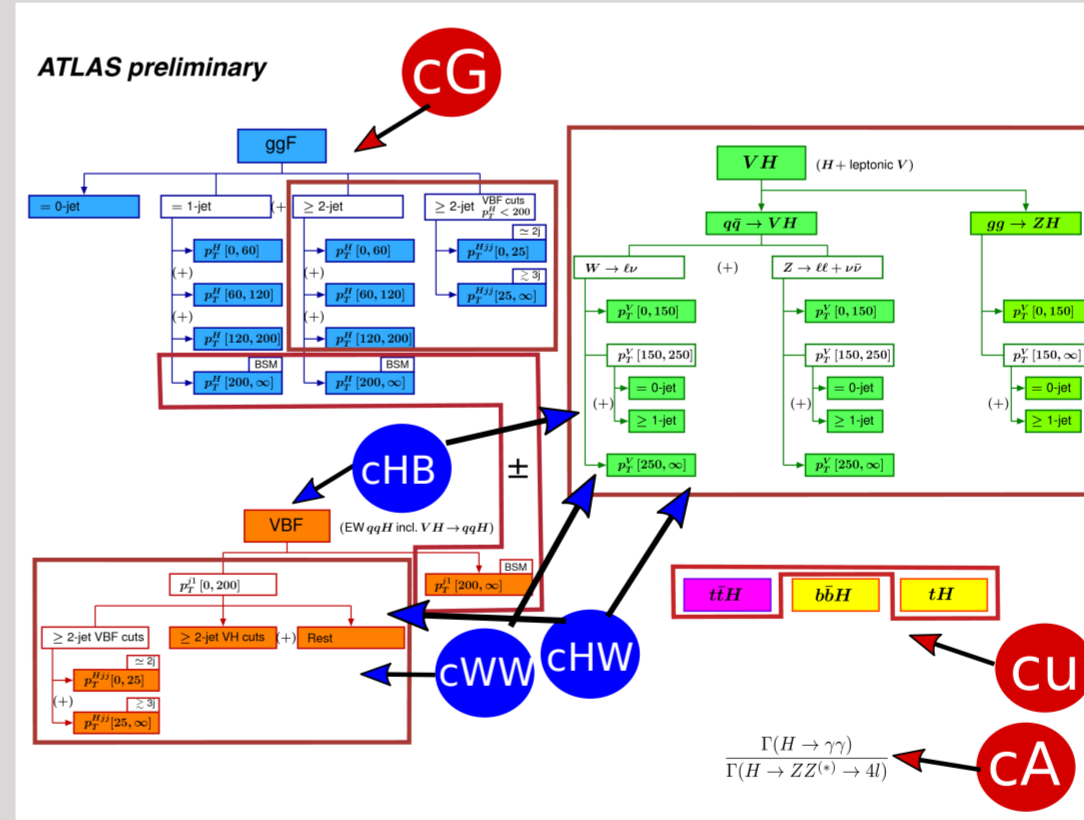 cG
ATLAS preliminary
ggF
VH (H + leptonic V)
= 0-jet = 1-jet (+) ≥ 2-jet ≥ 2-jet VBF cuts p_T^H < 200
qq̄ → VH gg → ZH
≃ 2j
p_T^H [0, 60] p_T^H [0, 60] p_T^Hjj [0, 25]
W → ℓν (+) Z → ℓℓ + νν̄
(+) (+) ≳ 3j
p_T^H [60, 120] p_T^H [60, 120] p_T^Hjj [25, ∞]
p_T^V [0, 150] p_T^V [0, 150] p_T^V [0, 150]
(+) (+)
p_T^H [120, 200] p_T^H [120, 200]
p_T^V [150, 250] p_T^V [150, 250] p_T^V [150, ∞]
BSM BSM
p_T^H [200, ∞] p_T^H [200, ∞]
= 0-jet = 0-jet = 0-jet
(+) (+) (+)
≥ 1-jet ≥ 1-jet ≥ 1-jet
cHB ±
p_T^V [250, ∞] p_T^V [250, ∞]
VBF (EW qqH incl. VH → qqH)
BSM
p_T^j1 [0, 200] p_T^j1 [200, ∞]
tt̄H bb̄H tH
≥ 2-jet VBF cuts ≥ 2-jet VH cuts (+) Rest
cWW cHW cu
≃ 2j
p_T^Hjj [0, 25]
(+) ≳ 3j
p_T^Hjj [25, ∞]
Γ(H → γγ)
Γ(H → ZZ^(*) → 4l)
cA